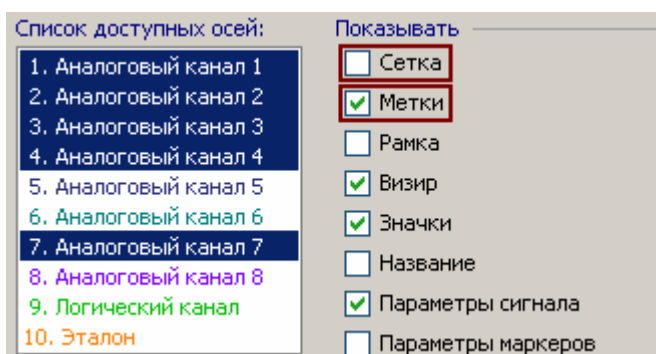 Список доступных осей:
1. Аналоговый канал 1
2. Аналоговый канал 2
3. Аналоговый канал 3
4. Аналоговый канал 4
5. Аналоговый канал 5
6. Аналоговый канал 6
7. Аналоговый канал 7
8. Аналоговый канал 8
9. Логический канал
10. Эталон
Показывать
Сетка
Метки
Рамка
Визир
Значки
Название
Параметры сигнала
Параметры маркеров